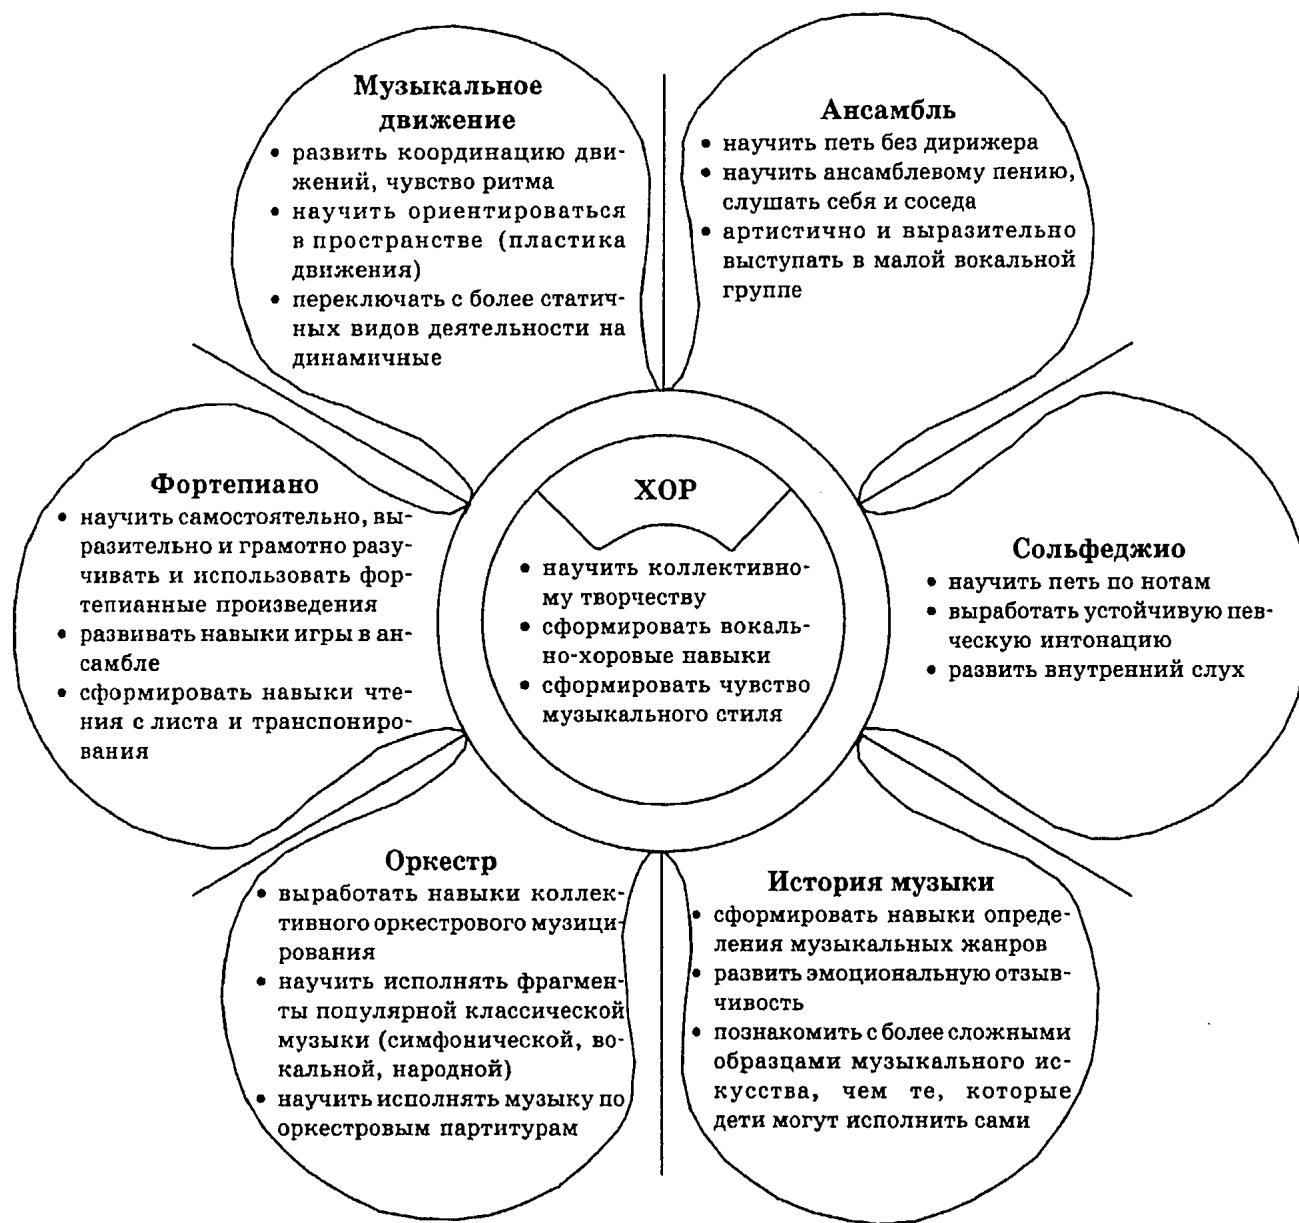 Музыкальное
движение
• развить координацию дви-
жений, чувство ритма
• научить ориентироваться
в пространстве (пластика
движения)
• переключать с более статич-
ных видов деятельности на
динамичные
Ансамбль
• научить петь без дирижера
• научить ансамблевому пению,
слушать себя и соседа
• артистично и выразительно
выступать в малой вокальной
группе
Фортепиано
• научить самостоятельно, вы-
разительно и грамотно разу-
чивать и использовать фор-
тепианные произведения
• развивать навыки игры в ан-
самбле
• сформировать навыки чте-
ния с листа и транспониро-
вания
ХОР
• научить коллективно-
му творчеству
• сформировать вокаль-
но-хоровые навыки
• сформировать чувство
музыкального стиля
Сольфеджио
• научить петь по нотам
• выработать устойчивую пев-
ческую интонацию
• развить внутренний слух
Оркестр
• выработать навыки коллек-
тивного оркестрового музици-
рования
• научить исполнять фрагмен-
ты популярной классической
музыки (симфонической, во-
кальной, народной)
• научить исполнять музыку по
оркестровым партитурам
История музыки
• сформировать навыки опреде-
ления музыкальных жанров
• развить эмоциональную отзыв-
чивость
• познакомить с более сложными
образцами музыкального ис-
кусства, чем те, которые
дети могут исполнить сами